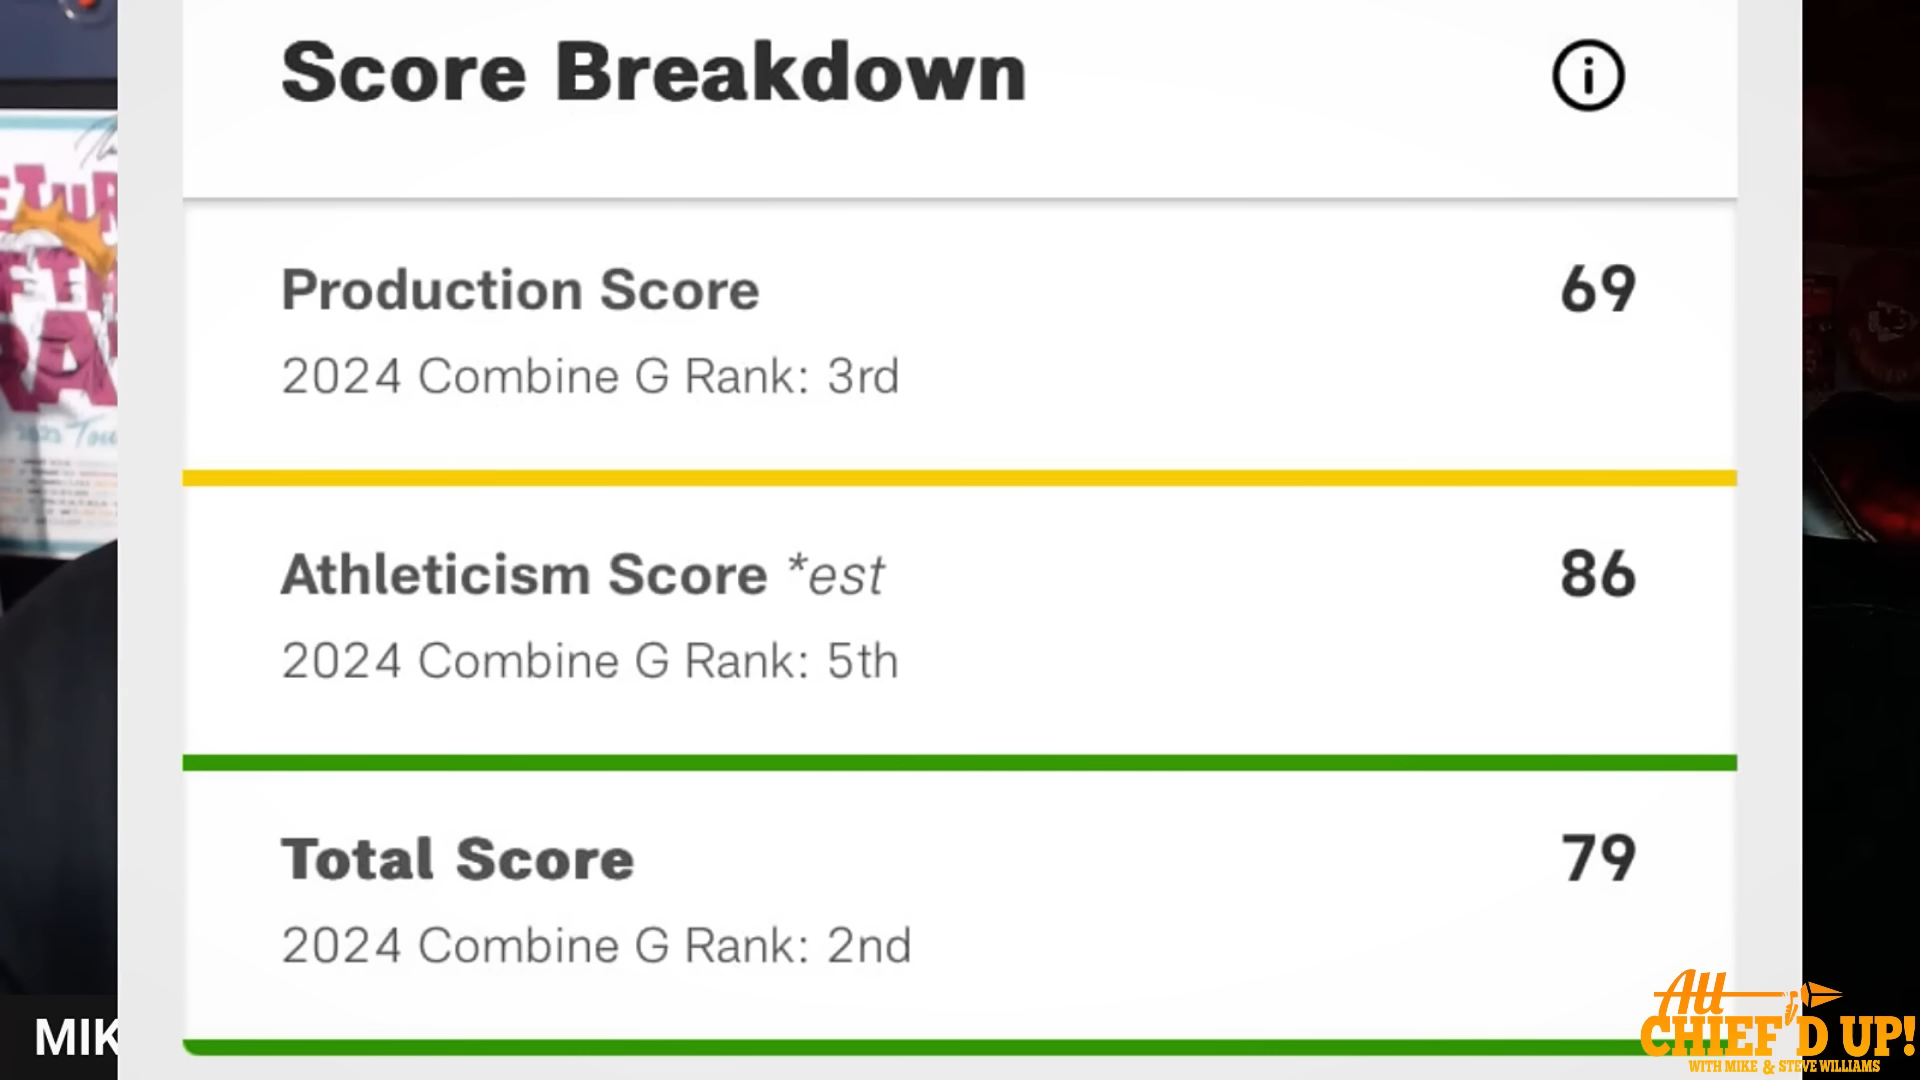 Score Breakdown
Production Score
69
2024 Combine G Rank: 3rd
Athleticism Score *est
86
2024 Combine G Rank: 5th
Total Score
79
2024 Combine G Rank: 2nd
MIK
All
CHIEF'D UP!
WITH MIKE & STEVE WILLIAMS